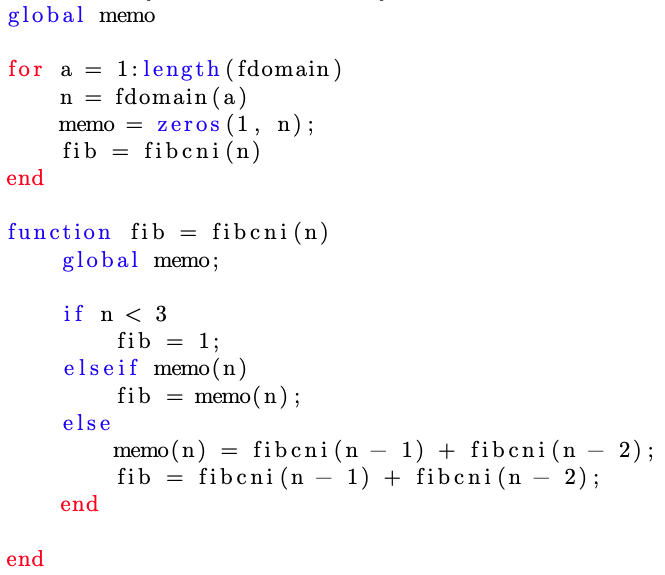 global memo

for a = 1:length(fdomain)
    n = fdomain(a)
    memo = zeros(1, n);
    fib = fibcni(n)
end

function fib = fibcni(n)
    global memo;

    if n < 3
        fib = 1;
    elseif memo(n)
        fib = memo(n);
    else
        memo(n) = fibcni(n − 1) + fibcni(n − 2);
        fib = fibcni(n − 1) + fibcni(n − 2);
    end

end